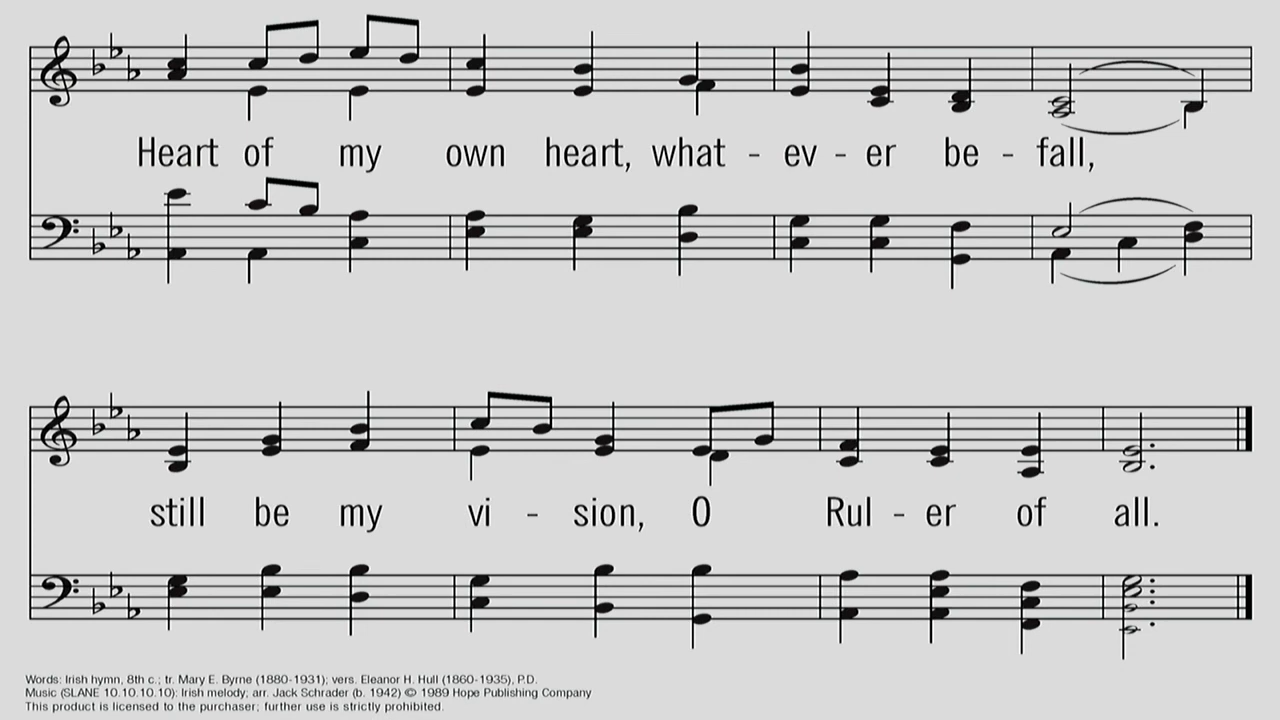 Heart of my own heart, what - ev - er be - fall,
still be my vi - sion, O Rul - er of all.
Words: Irish hymn, 8th c.; tr. Mary E. Byrne (1880-1931); vers. Eleanor H. Hull (1860-1935), P.D.
Music (SLANE 10.10.10.10): Irish melody; arr. Jack Schrader (b. 1942) © 1989 Hope Publishing Company
This product is licensed to the purchaser; further use is strictly prohibited.